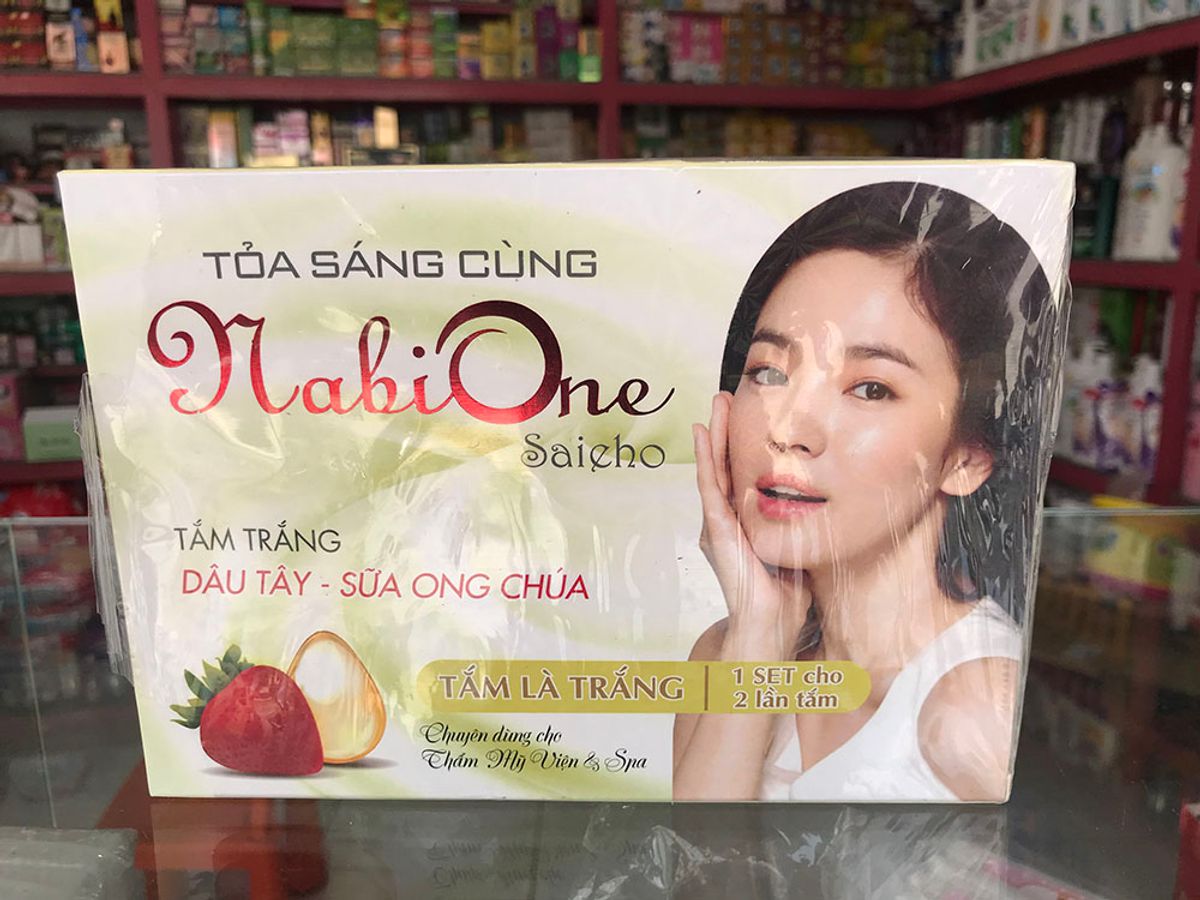 TỎA SÁNG CÙNG
NabiOne
Saiẹho
TẮM TRẮNG
DÂU TÂY - SỮA ONG CHÚA
TẮM LÀ TRẮNG
1 SET cho
2 lần tắm
Chuyên dùng cho
Thẩm Mỹ Viện & Spa